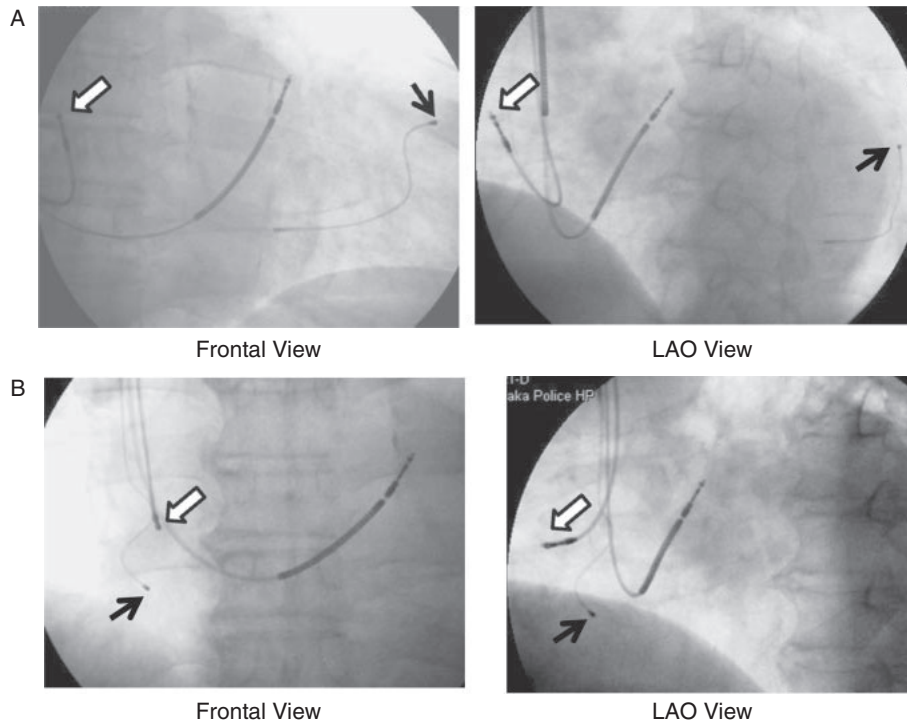 A
Frontal View
LAO View
B
T-D
aka Police HP
Frontal View
LAO View